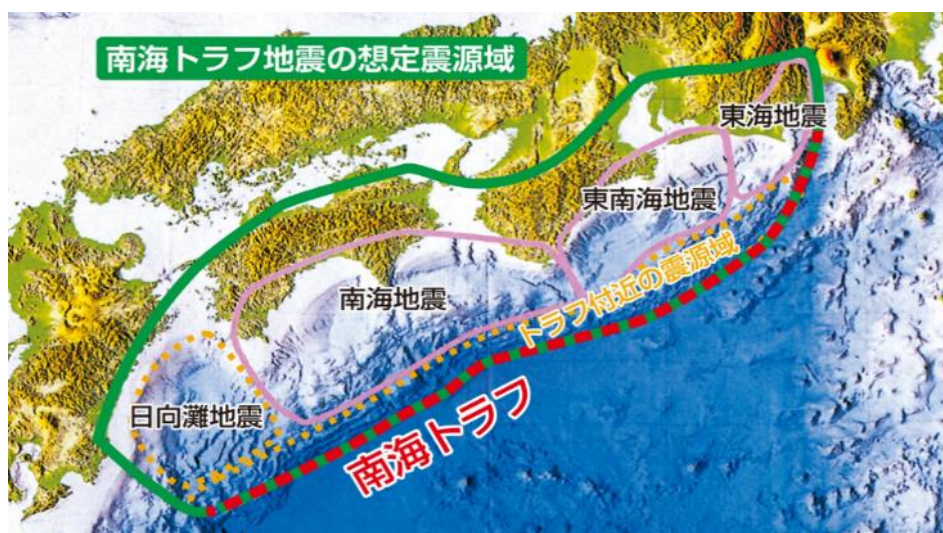 南海トラフ地震の想定震源域
東海地震
東南海地震
トラフ付近の震源域
南海地震
日向灘地震
南海トラフ